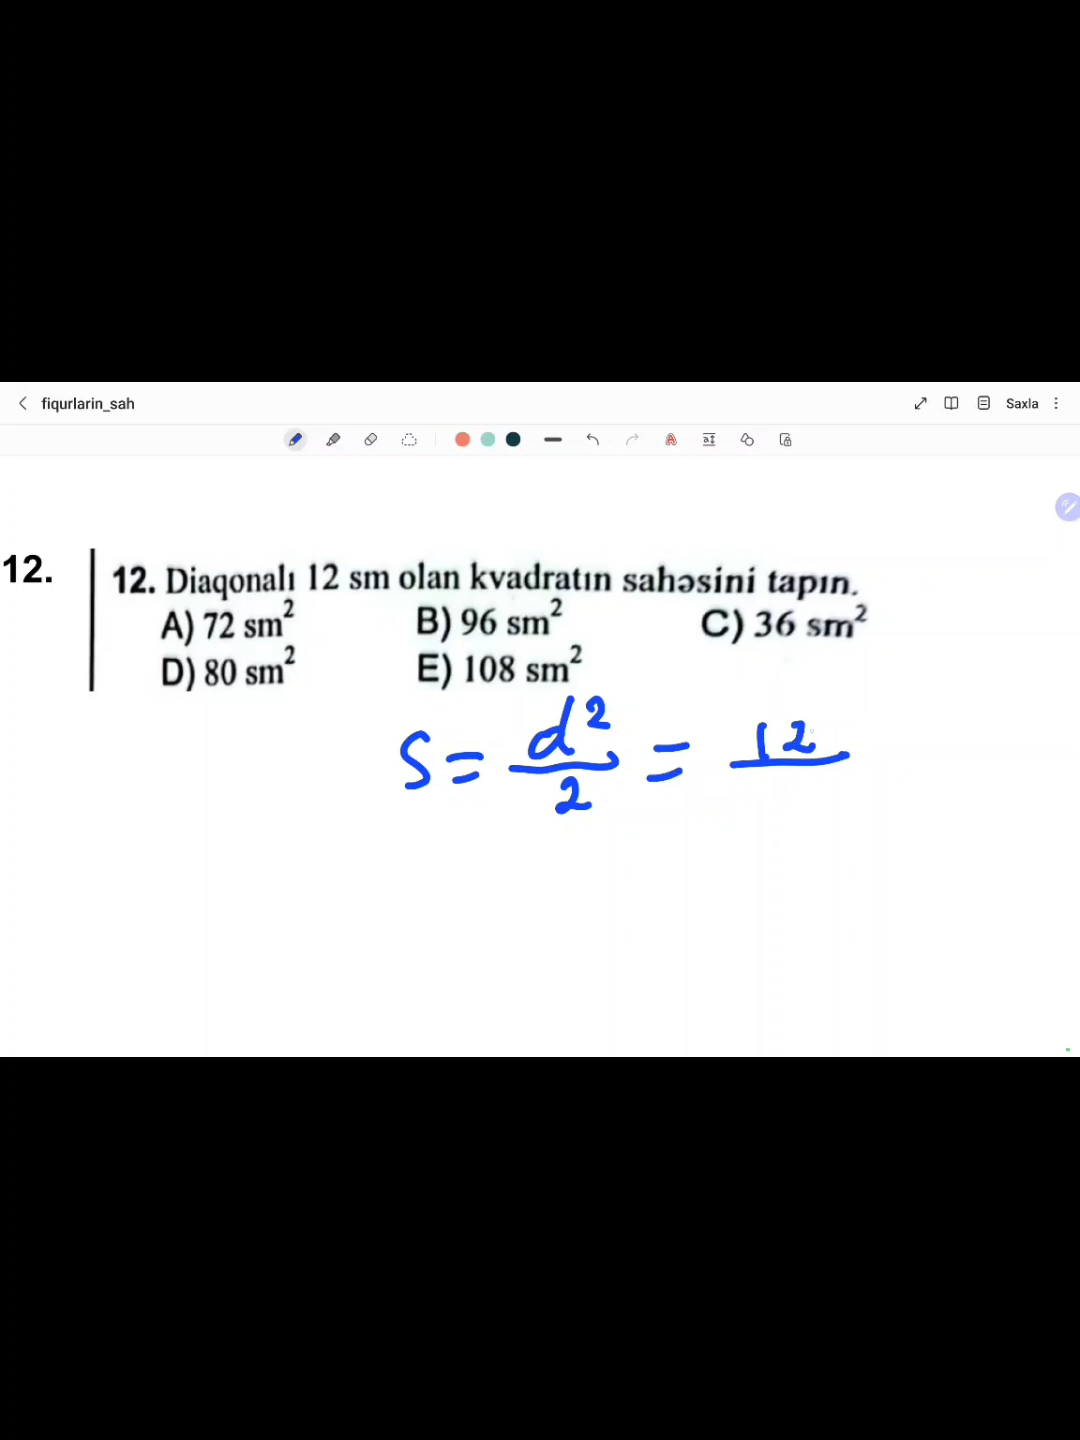 fiqurlarin_sah
Saxla
12.
12. Diaqonalı 12 sm olan kvadratın sahəsini tapın.
A) 72 sm² B) 96 sm² C) 36 sm²
D) 80 sm² E) 108 sm²
S = d²/2 = 12